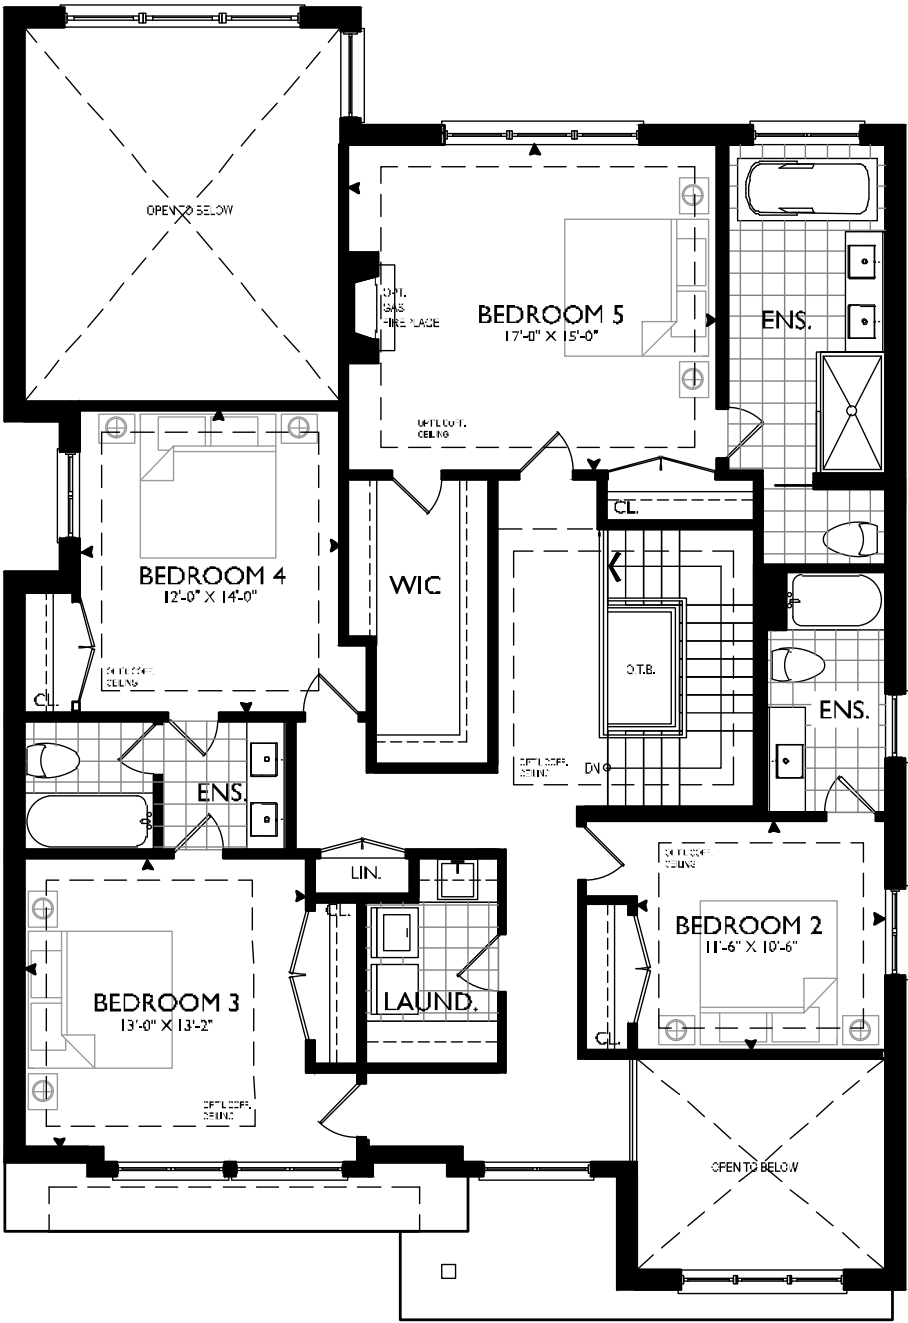 OPEN TO BELOW
OPT.
GAS
FIREPLACE
BEDROOM 5
17'-0" X 15'-0"
ENS.
OPT'L COFF.
CEILING
CL.
BEDROOM 4
12'-0" X 14'-0"
WIC
OPT'L COFF.
CEILING
CL.
O.T.B.
ENS.
OPT'L COFF.
CEILING
DN
ENS.
LIN.
OPT'L COFF.
CEILING
CL.
BEDROOM 2
11'-6" X 10'-6"
BEDROOM 3
13'-0" X 13'-2"
LAUND.
CL.
OPT'L COFF.
CEILING
OPEN TO BELOW